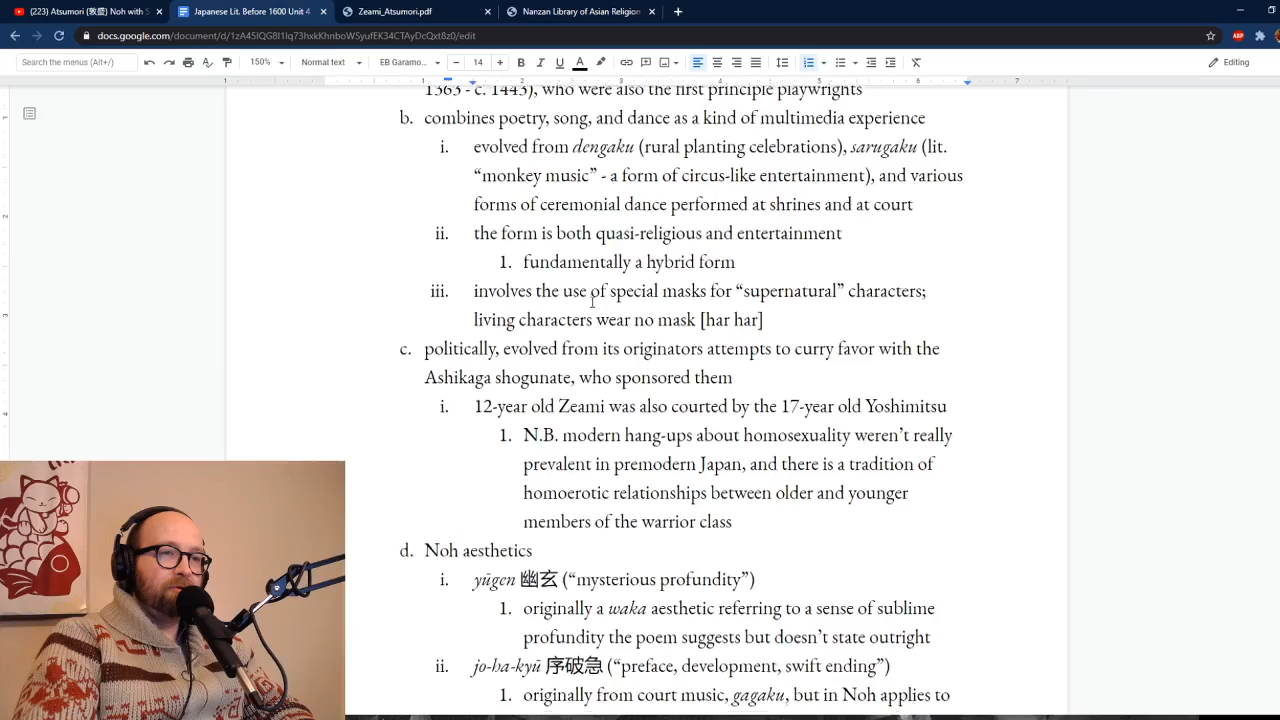 (223) Atsumori (敦盛) Noh with S
Japanese Lit. Before 1600 Unit 4
Zeami_Atsumori.pdf
Nanzan Library of Asian Religion
docs.google.com/document/d/1zA45IQG8I1Iq73hxkKhnboWSyufEK34CTAyDcQxt8z0/edit
ABP
Search the menus (Alt+/)
150%
Normal text
EB Garamo...
14
Editing
1 1 2 3 4 5 6 7
1363 - c. 1443), who were also the first principle playwrights
b. combines poetry, song, and dance as a kind of multimedia experience
i. evolved from dengaku (rural planting celebrations), sarugaku (lit.
“monkey music” - a form of circus-like entertainment), and various
forms of ceremonial dance performed at shrines and at court
ii. the form is both quasi-religious and entertainment
1. fundamentally a hybrid form
iii. involves the use of special masks for “supernatural” characters;
living characters wear no mask [har har]
c. politically, evolved from its originators attempts to curry favor with the
Ashikaga shogunate, who sponsored them
i. 12-year old Zeami was also courted by the 17-year old Yoshimitsu
1. N.B. modern hang-ups about homosexuality weren’t really
prevalent in premodern Japan, and there is a tradition of
homoerotic relationships between older and younger
members of the warrior class
d. Noh aesthetics
i. yūgen 幽玄 (“mysterious profundity”)
1. originally a waka aesthetic referring to a sense of sublime
profundity the poem suggests but doesn’t state outright
ii. jo-ha-kyū 序破急 (“preface, development, swift ending”)
1. originally from court music, gagaku, but in Noh applies to